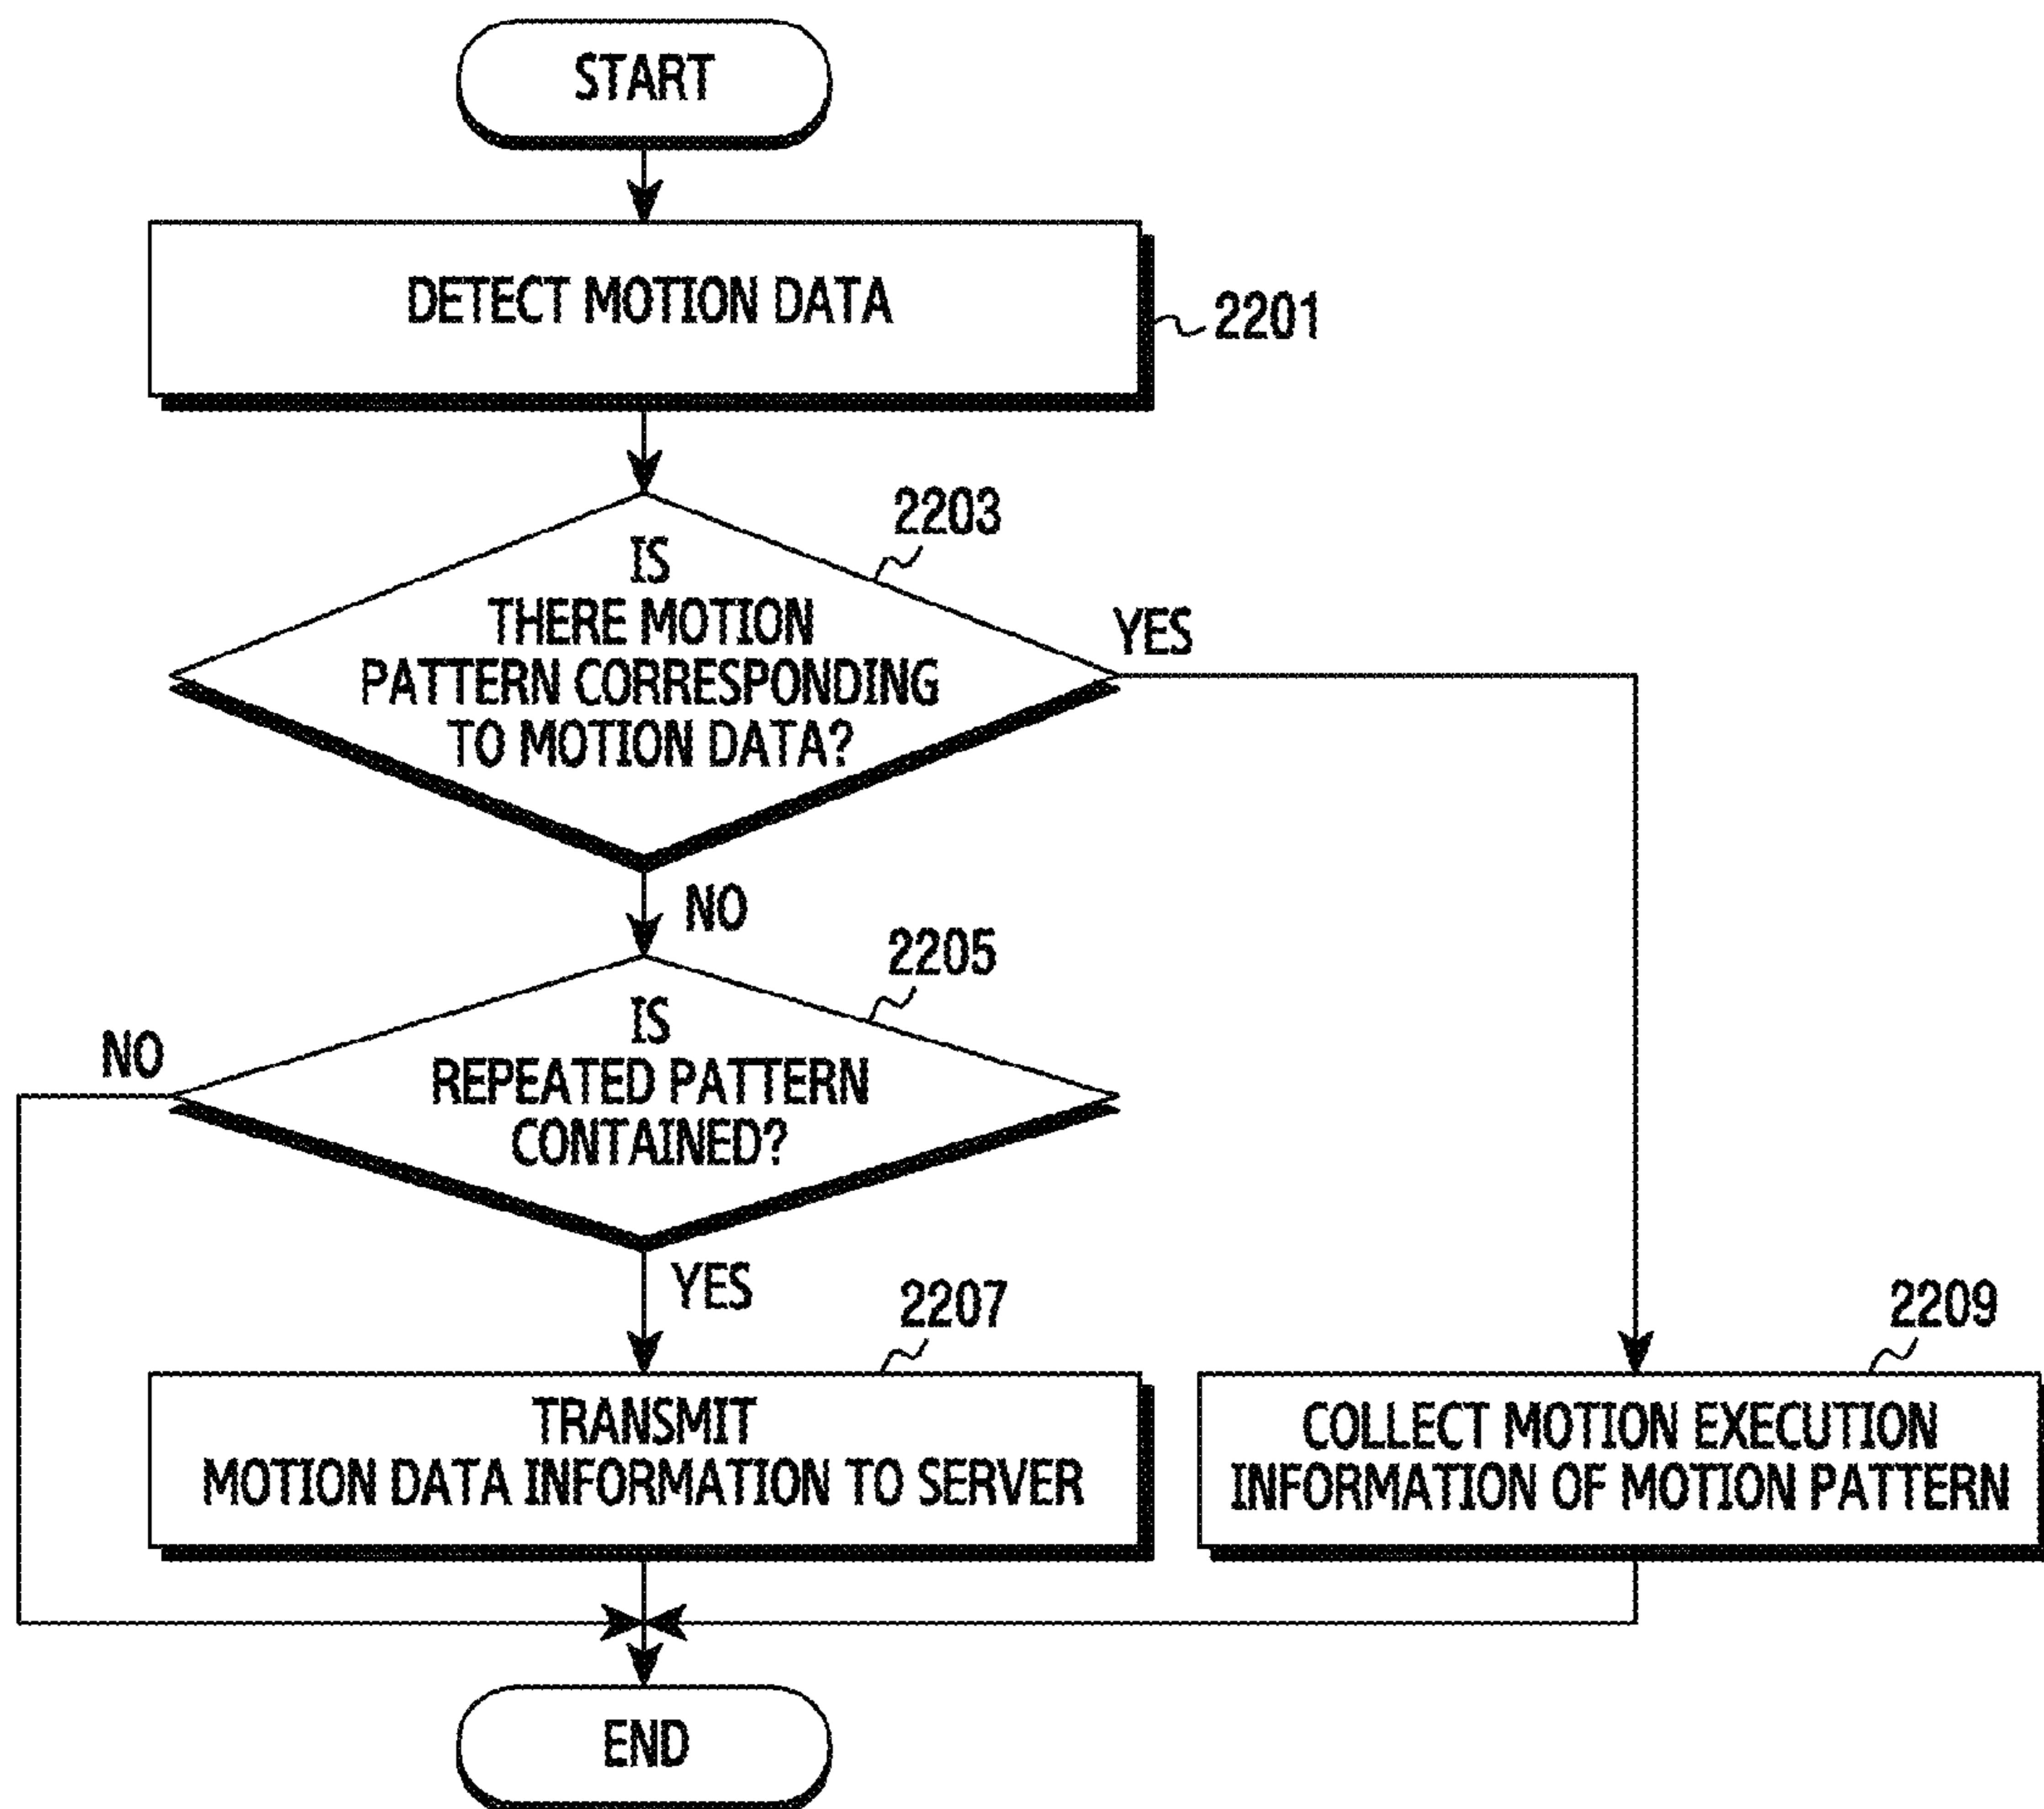 START
DETECT MOTION DATA
2201
2203
IS
THERE MOTION
PATTERN CORRESPONDING
TO MOTION DATA?
YES
NO
2205
IS
REPEATED PATTERN
CONTAINED?
NO
YES
2207
TRANSMIT
MOTION DATA INFORMATION TO SERVER
2209
COLLECT MOTION EXECUTION
INFORMATION OF MOTION PATTERN
END